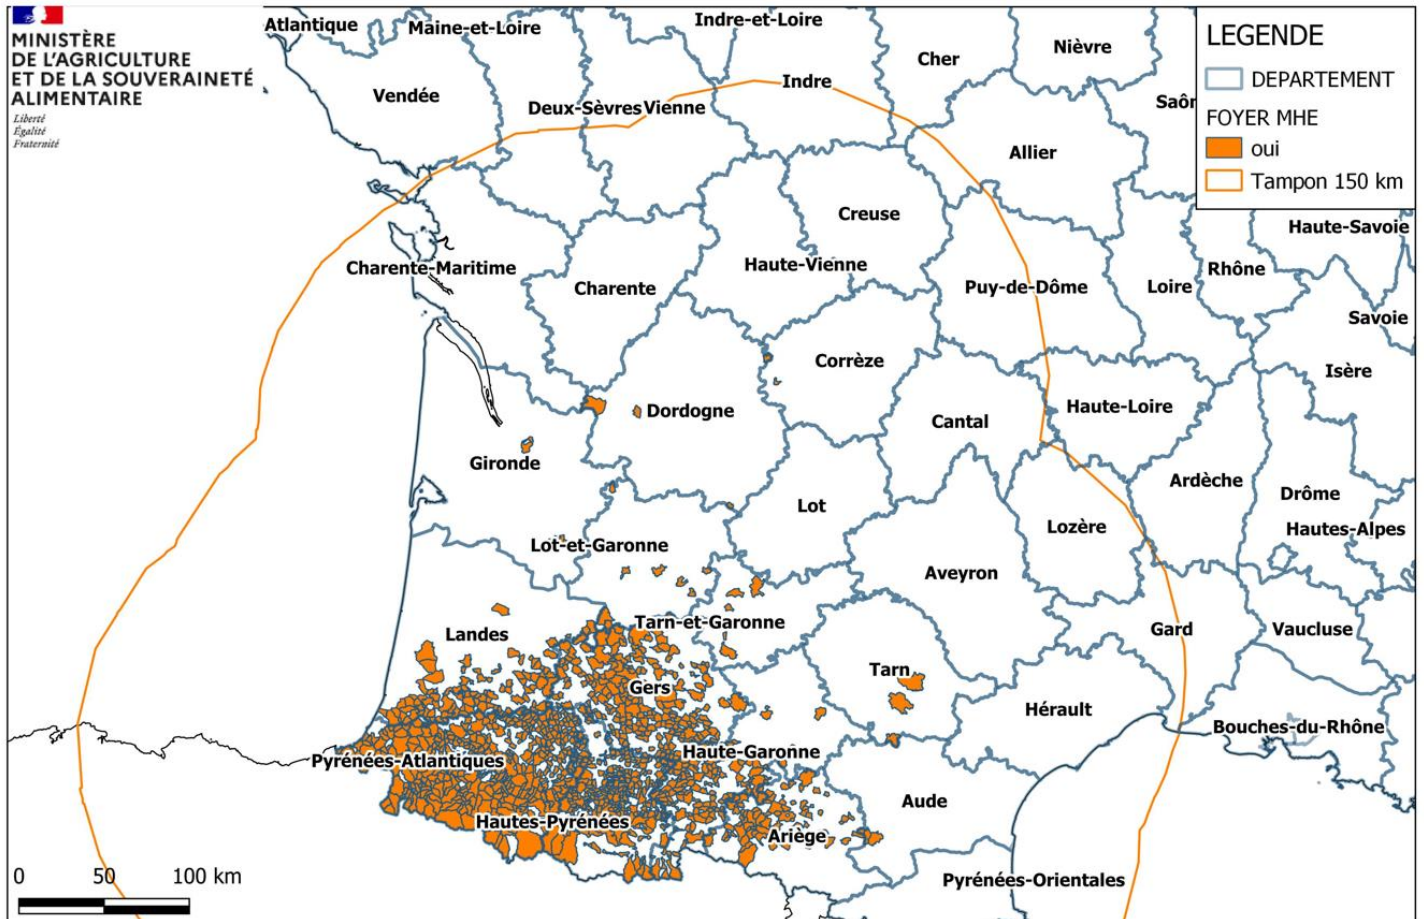 MINISTÈRE
DE L'AGRICULTURE
ET DE LA SOUVERAINETÉ
ALIMENTAIRE
Liberté
Égalité
Fraternité
Atlantique
Maine-et-Loire
Indre-et-Loire
Cher
Nièvre
LEGENDE
DEPARTEMENT
FOYER MHE
oui
Tampon 150 km
Vendée
Deux-Sèvres
Vienne
Indre
Saôn
Allier
Creuse
Haute-Savoie
Charente-Maritime
Charente
Haute-Vienne
Puy-de-Dôme
Loire
Rhône
Savoie
Corrèze
Isère
Dordogne
Cantal
Haute-Loire
Gironde
Lot
Ardèche
Drôme
Lozère
Hautes-Alpes
Lot-et-Garonne
Aveyron
Landes
Tarn-et-Garonne
Gard
Vaucluse
Gers
Tarn
Hérault
Bouches-du-Rhône
Pyrénées-Atlantiques
Haute-Garonne
Hautes-Pyrénées
Ariège
Aude
Pyrénées-Orientales
0 50 100 km